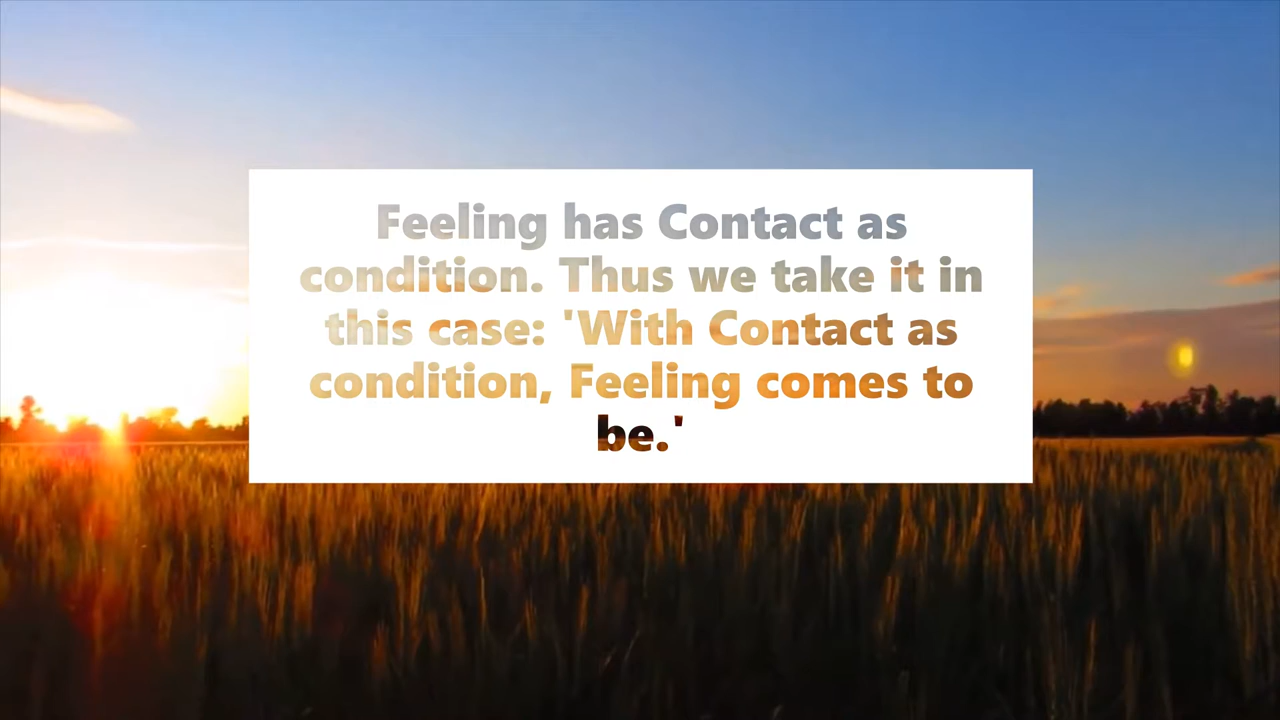 Feeling has Contact as
condition. Thus we take it in
this case: 'With Contact as
condition, Feeling comes to
be.'